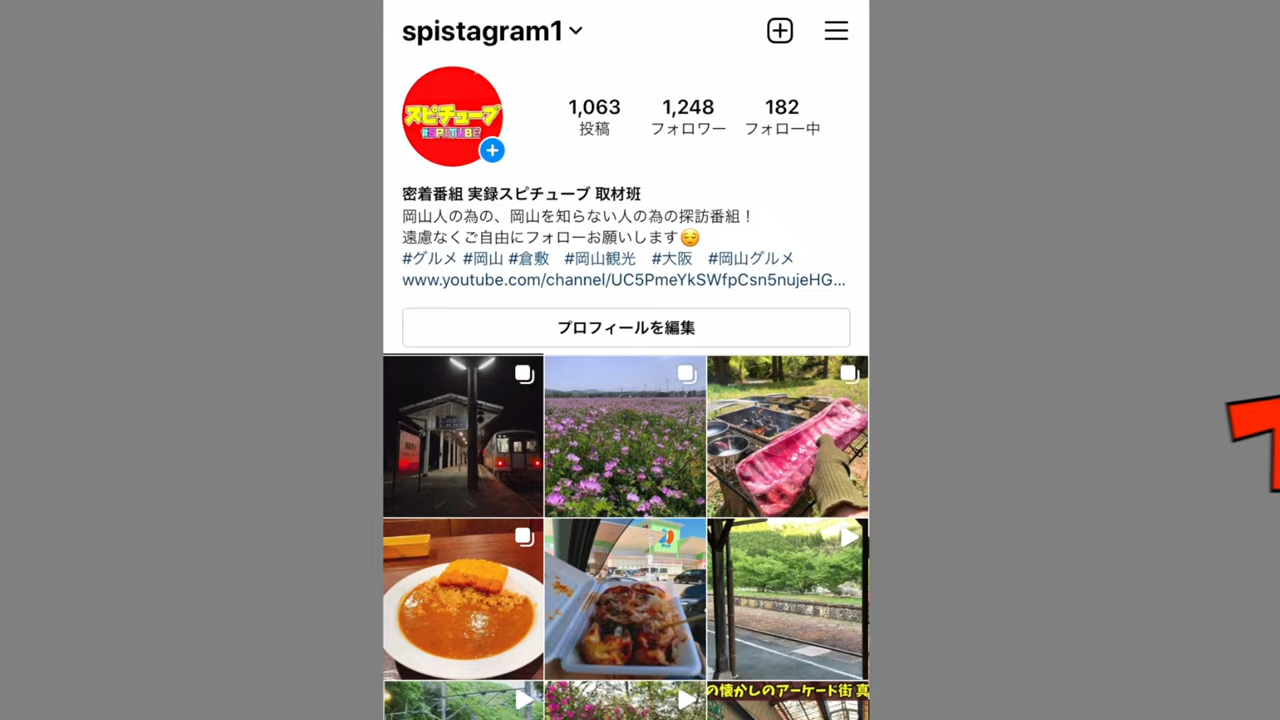 spistagram1
スピチューブ
#SPITUBE
1,063
投稿
1,248
フォロワー
182
フォロー中
密着番組 実録スピチューブ 取材班
岡山人の為の、岡山を知らない人の為の探訪番組！
遠慮なくご自由にフォローお願いします😌
#グルメ #岡山 #倉敷　#岡山観光　#大阪　#岡山グルメ
www.youtube.com/channel/UC5PmeYkSWfpCsn5nujeHG...
プロフィールを編集
の懐かしのアーケード街 真